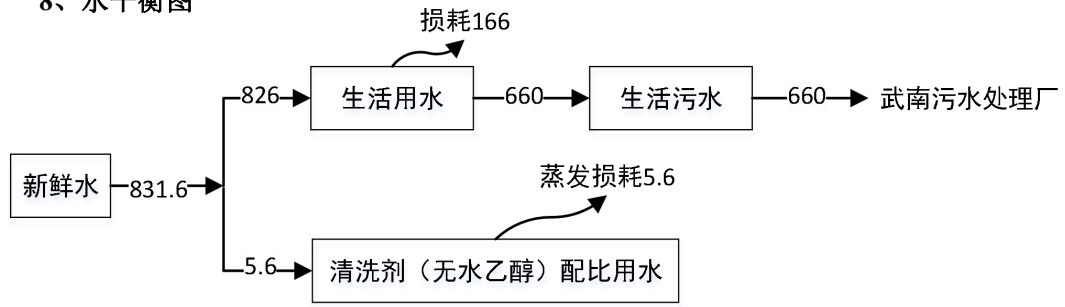 8、水平衡图
损耗166
826
生活用水
660
生活污水
660
武南污水处理厂
新鲜水
831.6
蒸发损耗5.6
5.6
清洗剂（无水乙醇）配比用水